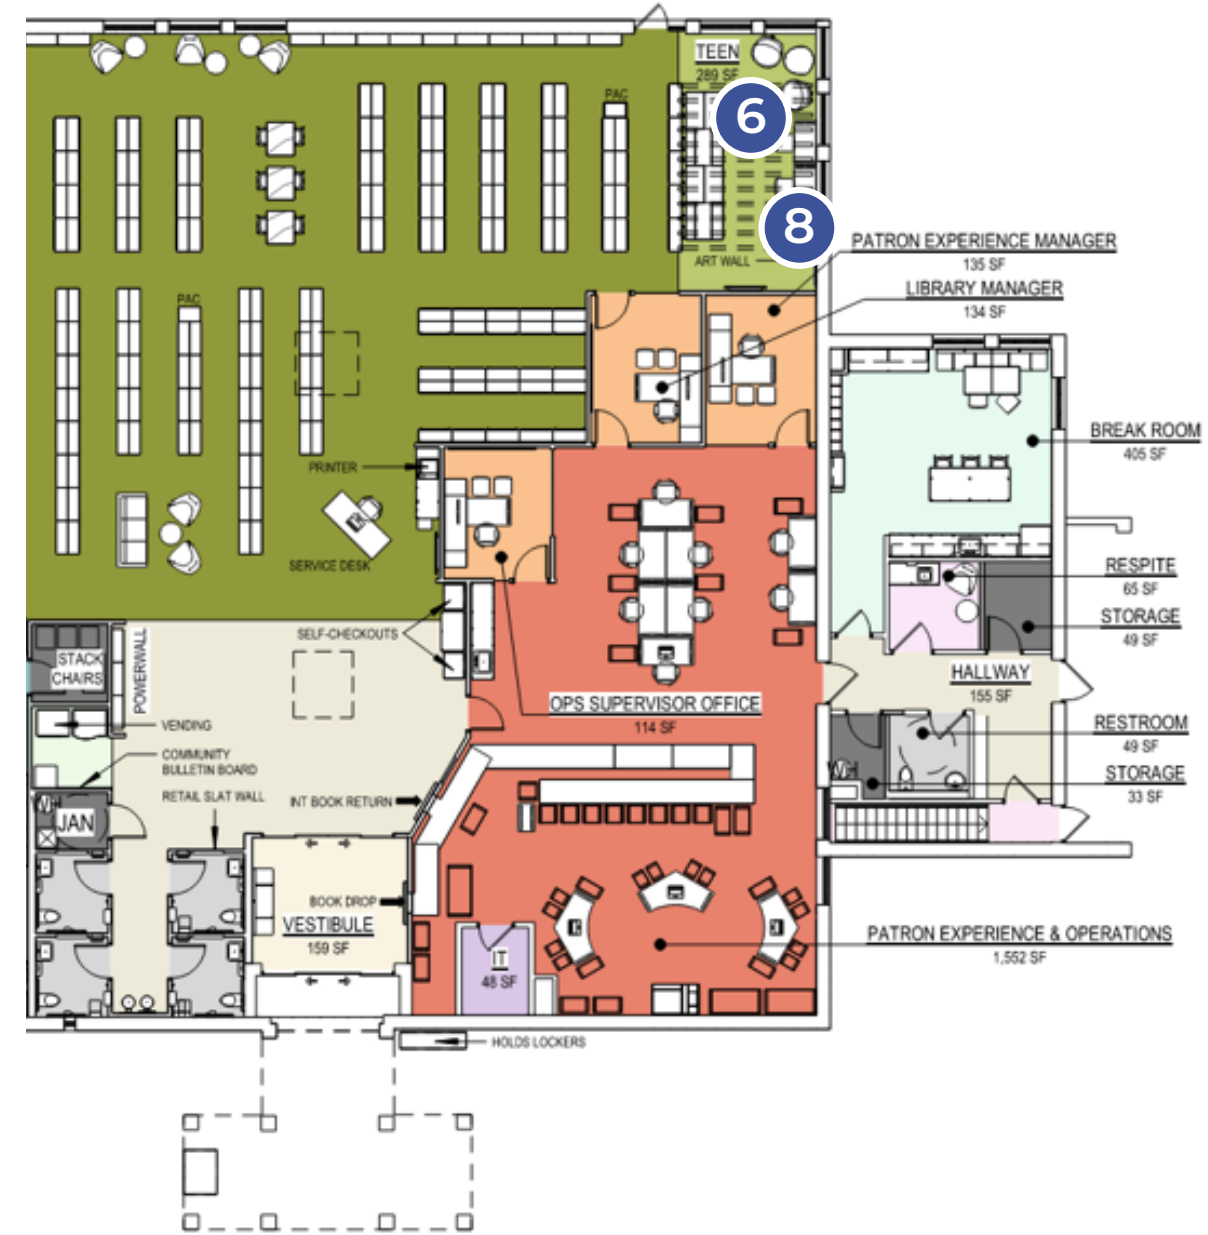 TEEN
289 SF
PAC
6
8
ART WALL
PATRON EXPERIENCE MANAGER
135 SF
LIBRARY MANAGER
134 SF
PAC
BREAK ROOM
405 SF
PRINTER
SERVICE DESK
RESPITE
65 SF
STORAGE
49 SF
SELF-CHECKOUTS
STACK
CHAIRS
POWERWALL
HALLWAY
155 SF
OPS SUPERVISOR OFFICE
114 SF
VENDING
RESTROOM
49 SF
COMMUNITY
BULLETIN BOARD
STORAGE
33 SF
WH
RETAIL SLAT WALL
INT BOOK RETURN
WH
JAN
BOOK DROP
VESTIBULE
159 SF
PATRON EXPERIENCE & OPERATIONS
1,552 SF
IT
48 SF
HOLDS LOCKERS